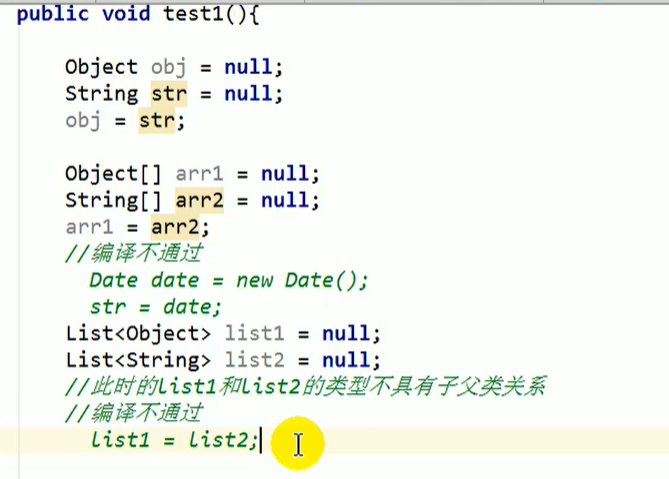 public void test1(){
Object obj = null;
String str = null;
obj = str;
Object[] arr1 = null;
String[] arr2 = null;
arr1 = arr2;
//编译不通过
Date date = new Date();
str = date;
List<Object> list1 = null;
List<String> list2 = null;
//此时的list1和list2的类型不具有子父类关系
//编译不通过
list1 = list2;